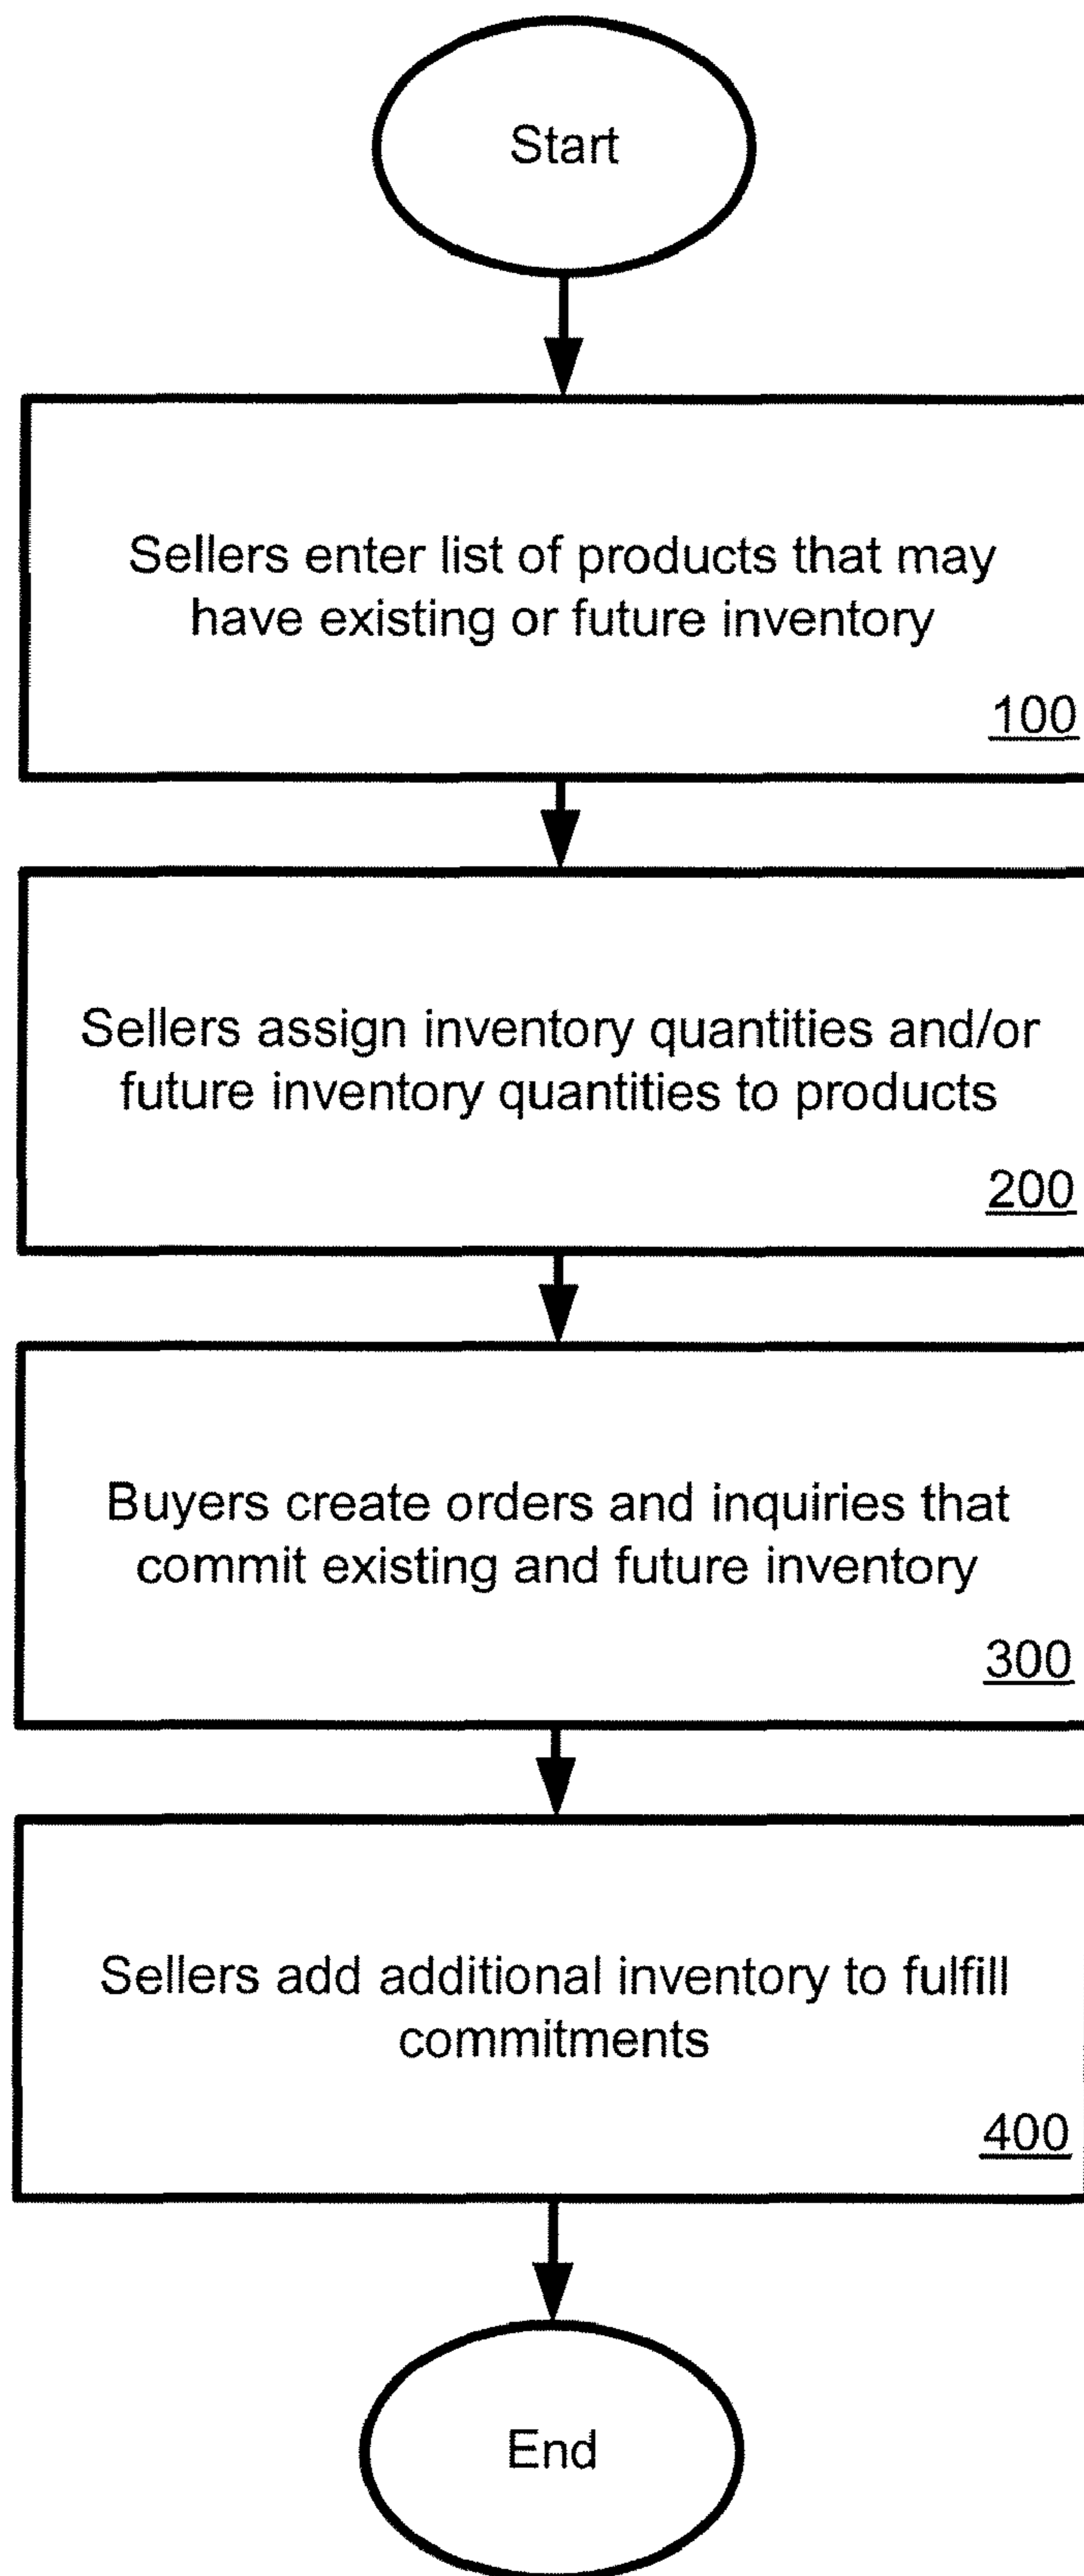 Start
Sellers enter list of products that may
have existing or future inventory
100
Sellers assign inventory quantities and/or
future inventory quantities to products
200
Buyers create orders and inquiries that
commit existing and future inventory
300
Sellers add additional inventory to fulfill
commitments
400
End